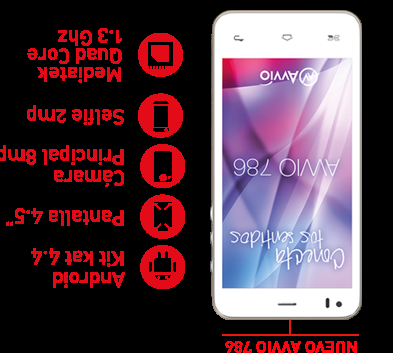 NUEVO AVVIO 786
Android
Kit kat 4.4
Pantalla 4.5"
Cámara
Principal 8mp
Selfie 2mp
Mediatek
Quad Core
1.3 Ghz
Conecta
tus sentidos
AVVIO 786
AVVIO